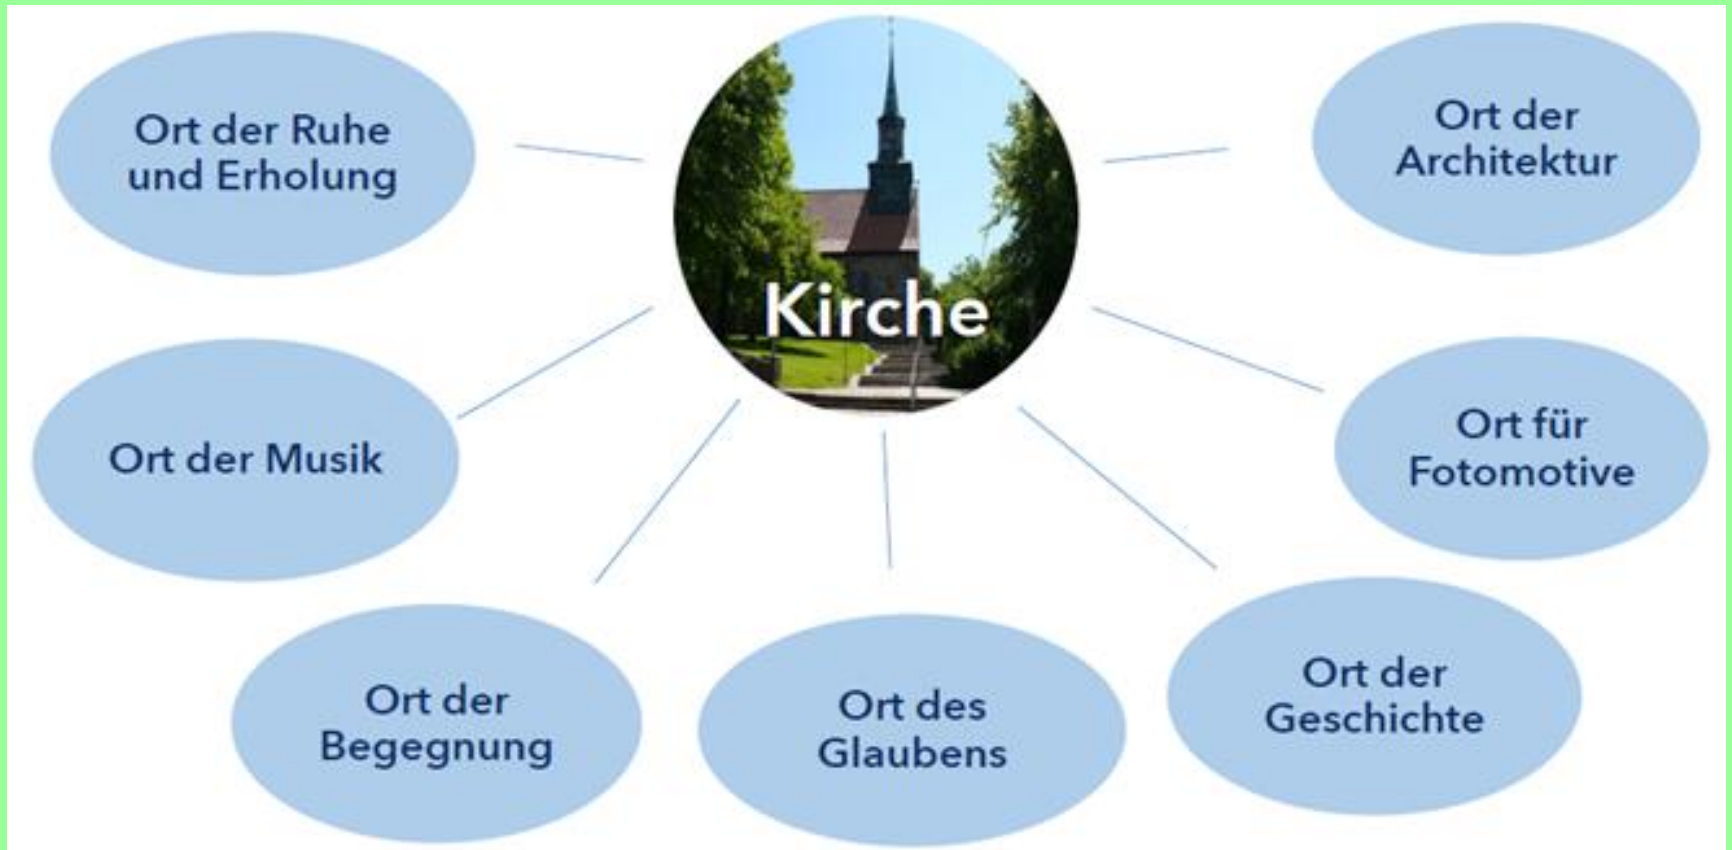 Kirche
Ort der Ruhe
und Erholung
Ort der Musik
Ort der
Begegnung
Ort des
Glaubens
Ort der
Geschichte
Ort für
Fotomotive
Ort der
Architektur